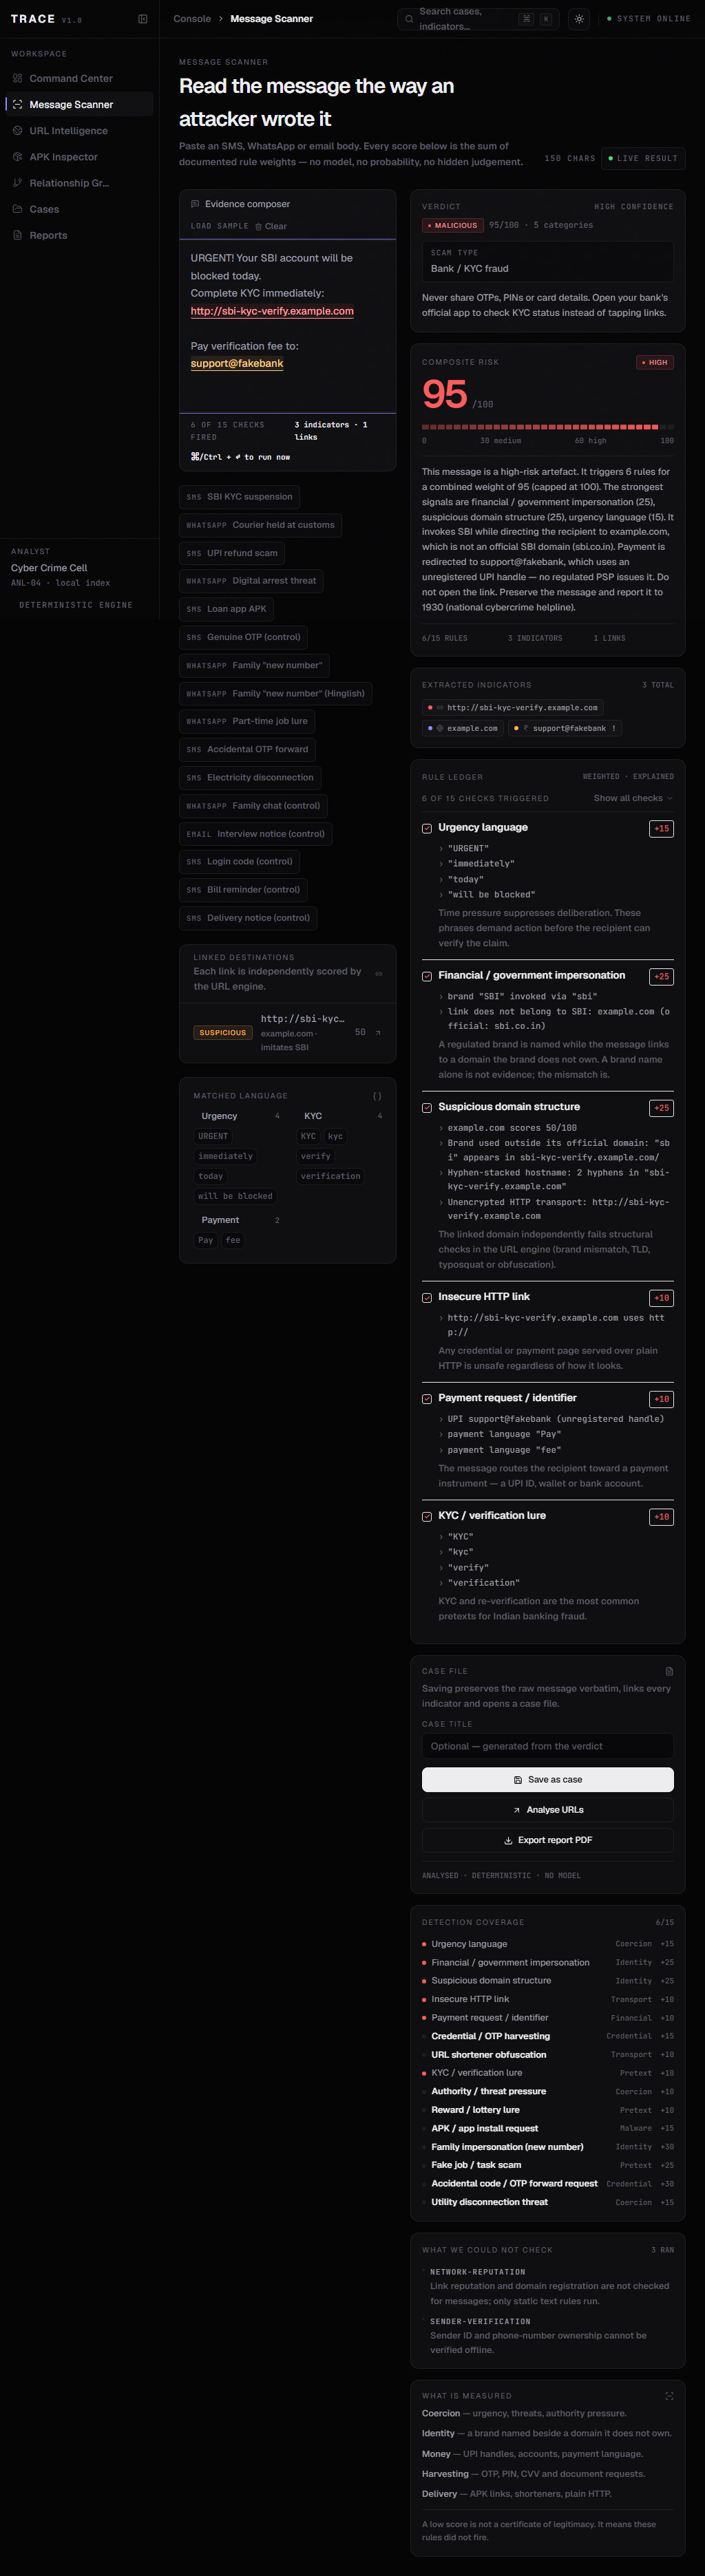 TRACE V1.0
Console › Message Scanner
Search cases, indicators…
⌘ K
SYSTEM ONLINE
WORKSPACE
Command Center
Message Scanner
URL Intelligence
APK Inspector
Relationship Gr…
Cases
Reports
ANALYST
Cyber Crime Cell
ANL-04 · local index
DETERMINISTIC ENGINE
MESSAGE SCANNER
Read the message the way an
attacker wrote it
Paste an SMS, WhatsApp or email body. Every score below is the sum of
documented rule weights — no model, no probability, no hidden judgement.
150 CHARS
LIVE RESULT
Evidence composer
LOAD SAMPLE Clear
URGENT! Your SBI account will be
blocked today.
Complete KYC immediately:
http://sbi-kyc-verify.example.com
Pay verification fee to:
support@fakebank
6 OF 15 CHECKS
FIRED
3 indicators · 1
links
⌘/Ctrl + ↵ to run now
SMS SBI KYC suspension
WHATSAPP Courier held at customs
SMS UPI refund scam
WHATSAPP Digital arrest threat
SMS Loan app APK
SMS Genuine OTP (control)
WHATSAPP Family "new number"
WHATSAPP Family "new number" (Hinglish)
WHATSAPP Part-time job lure
SMS Accidental OTP forward
SMS Electricity disconnection
WHATSAPP Family chat (control)
EMAIL Interview notice (control)
SMS Login code (control)
SMS Bill reminder (control)
SMS Delivery notice (control)
LINKED DESTINATIONS
Each link is independently scored by
the URL engine.
SUSPICIOUS
http://sbi-kyc…
example.com ·
imitates SBI
50
MATCHED LANGUAGE { }
Urgency 4
URGENT
immediately
today
will be blocked
KYC 4
KYC kyc
verify
verification
Payment 2
Pay fee
VERDICT HIGH CONFIDENCE
MALICIOUS 95/100 · 5 categories
SCAM TYPE
Bank / KYC fraud
Never share OTPs, PINs or card details. Open your bank's
official app to check KYC status instead of tapping links.
COMPOSITE RISK HIGH
95 /100
0 30 medium 60 high 100
This message is a high-risk artefact. It triggers 6 rules for
a combined weight of 95 (capped at 100). The strongest
signals are financial / government impersonation (25),
suspicious domain structure (25), urgency language (15). It
invokes SBI while directing the recipient to example.com,
which is not an official SBI domain (sbi.co.in). Payment is
redirected to support@fakebank, which uses an
unregistered UPI handle — no regulated PSP issues it. Do
not open the link. Preserve the message and report it to
1930 (national cybercrime helpline).
6/15 RULES 3 INDICATORS 1 LINKS
EXTRACTED INDICATORS 3 TOTAL
http://sbi-kyc-verify.example.com
example.com
support@fakebank !
RULE LEDGER WEIGHTED · EXPLAINED
6 OF 15 CHECKS TRIGGERED Show all checks
Urgency language +15
› "URGENT"
› "immediately"
› "today"
› "will be blocked"
Time pressure suppresses deliberation. These
phrases demand action before the recipient can
verify the claim.
Financial / government impersonation +25
› brand "SBI" invoked via "sbi"
› link does not belong to SBI: example.com (o
fficial: sbi.co.in)
A regulated brand is named while the message links
to a domain the brand does not own. A brand name
alone is not evidence; the mismatch is.
Suspicious domain structure +25
› example.com scores 50/100
› Brand used outside its official domain: "sb
i" appears in sbi-kyc-verify.example.com/
› Hyphen-stacked hostname: 2 hyphens in "sbi-
kyc-verify.example.com"
› Unencrypted HTTP transport: http://sbi-kyc-
verify.example.com
The linked domain independently fails structural
checks in the URL engine (brand mismatch, TLD,
typosquat or obfuscation).
Insecure HTTP link +10
› http://sbi-kyc-verify.example.com uses htt
p://
Any credential or payment page served over plain
HTTP is unsafe regardless of how it looks.
Payment request / identifier +10
› UPI support@fakebank (unregistered handle)
› payment language "Pay"
› payment language "fee"
The message routes the recipient toward a payment
instrument — a UPI ID, wallet or bank account.
KYC / verification lure +10
› "KYC"
› "kyc"
› "verify"
› "verification"
KYC and re-verification are the most common
pretexts for Indian banking fraud.
CASE FILE
Saving preserves the raw message verbatim, links every
indicator and opens a case file.
CASE TITLE
Optional — generated from the verdict
Save as case
Analyse URLs
Export report PDF
ANALYSED · DETERMINISTIC · NO MODEL
DETECTION COVERAGE 6/15
Urgency language Coercion +15
Financial / government impersonation Identity +25
Suspicious domain structure Identity +25
Insecure HTTP link Transport +10
Payment request / identifier Financial +10
Credential / OTP harvesting Credential +15
URL shortener obfuscation Transport +10
KYC / verification lure Pretext +10
Authority / threat pressure Coercion +10
Reward / lottery lure Pretext +10
APK / app install request Malware +15
Family impersonation (new number) Identity +30
Fake job / task scam Pretext +25
Accidental code / OTP forward request Credential +30
Utility disconnection threat Coercion +15
WHAT WE COULD NOT CHECK 3 RAN
NETWORK-REPUTATION
Link reputation and domain registration are not checked
for messages; only static text rules run.
SENDER-VERIFICATION
Sender ID and phone-number ownership cannot be
verified offline.
WHAT IS MEASURED
Coercion — urgency, threats, authority pressure.
Identity — a brand named beside a domain it does not own.
Money — UPI handles, accounts, payment language.
Harvesting — OTP, PIN, CVV and document requests.
Delivery — APK links, shorteners, plain HTTP.
A low score is not a certificate of legitimacy. It means these
rules did not fire.